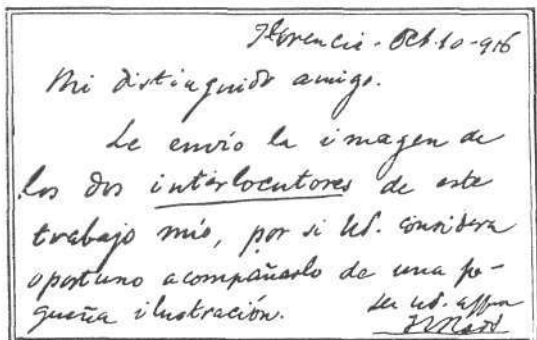 Florencia - Oct. 10 - 916
Mi distinguido amigo.
Le envío la imagen de
los dos interlocutores de este
trabajo mío, por si Ud. considera
oportuno acompañarlo de una pe-
queña ilustración.
de Ud. affmo